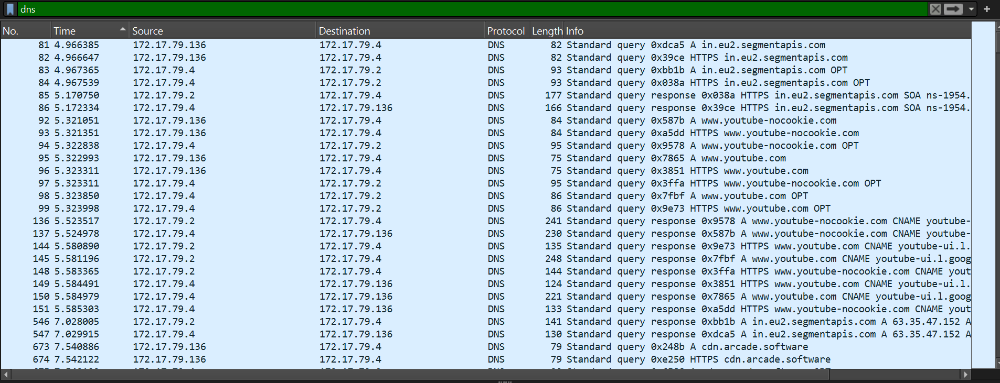 dns
No. Time Source Destination Protocol Length Info
81 4.966385 172.17.79.136 172.17.79.4 DNS 82 Standard query 0xdca5 A in.eu2.segmentapis.com
82 4.966647 172.17.79.136 172.17.79.4 DNS 82 Standard query 0x39ce HTTPS in.eu2.segmentapis.com
83 4.967365 172.17.79.4 172.17.79.2 DNS 93 Standard query 0xbb1b A in.eu2.segmentapis.com OPT
84 4.967539 172.17.79.4 172.17.79.2 DNS 93 Standard query 0x038a HTTPS in.eu2.segmentapis.com OPT
85 5.170750 172.17.79.2 172.17.79.4 DNS 177 Standard query response 0x038a HTTPS in.eu2.segmentapis.com SOA ns-1954.
86 5.172334 172.17.79.4 172.17.79.136 DNS 166 Standard query response 0x39ce HTTPS in.eu2.segmentapis.com SOA ns-1954.
92 5.321051 172.17.79.136 172.17.79.4 DNS 84 Standard query 0x587b A www.youtube-nocookie.com
93 5.321351 172.17.79.136 172.17.79.4 DNS 84 Standard query 0xa5dd HTTPS www.youtube-nocookie.com
94 5.322838 172.17.79.4 172.17.79.2 DNS 95 Standard query 0x9578 A www.youtube-nocookie.com OPT
95 5.322993 172.17.79.136 172.17.79.4 DNS 75 Standard query 0x7865 A www.youtube.com
96 5.323311 172.17.79.136 172.17.79.4 DNS 75 Standard query 0x3851 HTTPS www.youtube.com
97 5.323311 172.17.79.4 172.17.79.2 DNS 95 Standard query 0x3ffa HTTPS www.youtube-nocookie.com OPT
98 5.323850 172.17.79.4 172.17.79.2 DNS 86 Standard query 0x7fbf A www.youtube.com OPT
99 5.323998 172.17.79.4 172.17.79.2 DNS 86 Standard query 0x9e73 HTTPS www.youtube.com OPT
136 5.523517 172.17.79.2 172.17.79.4 DNS 241 Standard query response 0x9578 A www.youtube-nocookie.com CNAME youtube-
137 5.524978 172.17.79.4 172.17.79.136 DNS 230 Standard query response 0x587b A www.youtube-nocookie.com CNAME youtube-
144 5.580890 172.17.79.2 172.17.79.4 DNS 135 Standard query response 0x9e73 HTTPS www.youtube.com CNAME youtube-ui.l.
145 5.581196 172.17.79.2 172.17.79.4 DNS 248 Standard query response 0x7fbf A www.youtube.com CNAME youtube-ui.l.goog
148 5.583365 172.17.79.2 172.17.79.4 DNS 144 Standard query response 0x3ffa HTTPS www.youtube-nocookie.com CNAME yout
149 5.584491 172.17.79.4 172.17.79.136 DNS 124 Standard query response 0x3851 HTTPS www.youtube.com CNAME youtube-ui.l.
150 5.584979 172.17.79.4 172.17.79.136 DNS 221 Standard query response 0x7865 A www.youtube.com CNAME youtube-ui.l.goog
151 5.585303 172.17.79.4 172.17.79.136 DNS 133 Standard query response 0xa5dd HTTPS www.youtube-nocookie.com CNAME yout
546 7.028005 172.17.79.2 172.17.79.4 DNS 141 Standard query response 0xbb1b A in.eu2.segmentapis.com A 63.35.47.152 A
547 7.029915 172.17.79.4 172.17.79.136 DNS 130 Standard query response 0xdca5 A in.eu2.segmentapis.com A 63.35.47.152 A
673 7.540886 172.17.79.136 172.17.79.4 DNS 79 Standard query 0x248b A cdn.arcade.software
674 7.542122 172.17.79.136 172.17.79.4 DNS 79 Standard query 0xe250 HTTPS cdn.arcade.software